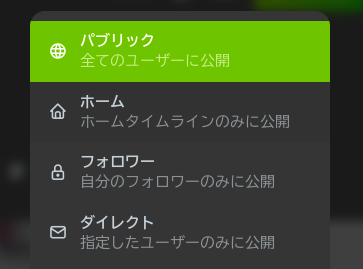 パブリック
全てのユーザーに公開
ホーム
ホームタイムラインのみに公開
フォロワー
自分のフォロワーのみに公開
ダイレクト
指定したユーザーのみに公開